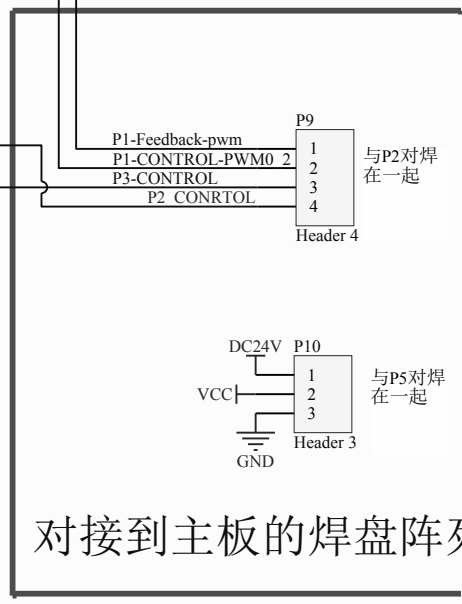 P9
P1-Feedback-pwm
1
P1-CONTROL-PWM0_2
2
P3-CONTROL
3
P2_CONRTOL
4
与P2对焊
在一起
Header 4
DC24V
P10
1
VCC
2
3
与P5对焊
在一起
Header 3
GND
对接到主板的焊盘阵